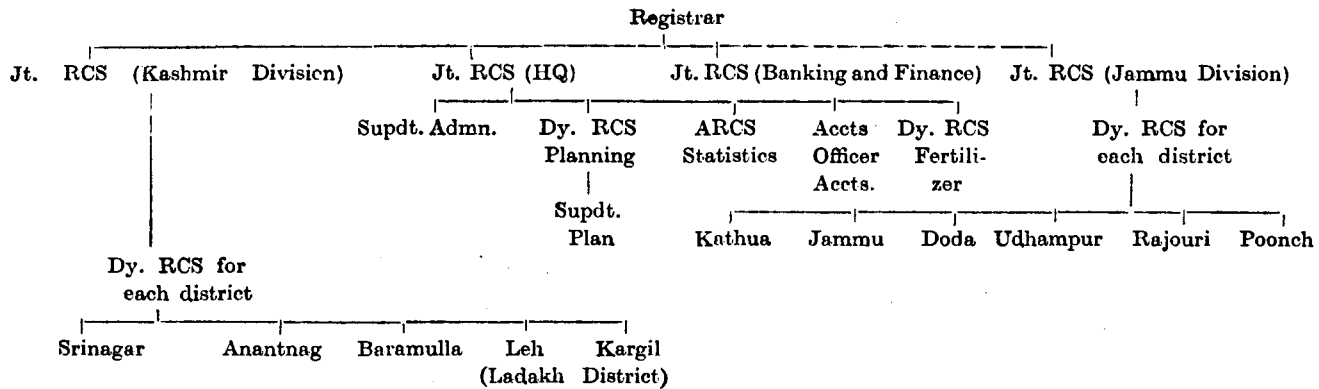 Registrar
Jt. RCS (Kashmir Division) Jt. RCS (HQ) Jt. RCS (Banking and Finance) Jt. RCS (Jammu Division)
Supdt. Admn. Dy. RCS ARCS Accts Dy. RCS Dy. RCS for
Planning Statistics Officer Fertili- each district
Accts. zer
Supdt.
Plan Kathua Jammu Doda Udhampur Rajouri Poonch
Dy. RCS for
each district
Srinagar Anantnag Baramulla Leh Kargil
(Ladakh District)